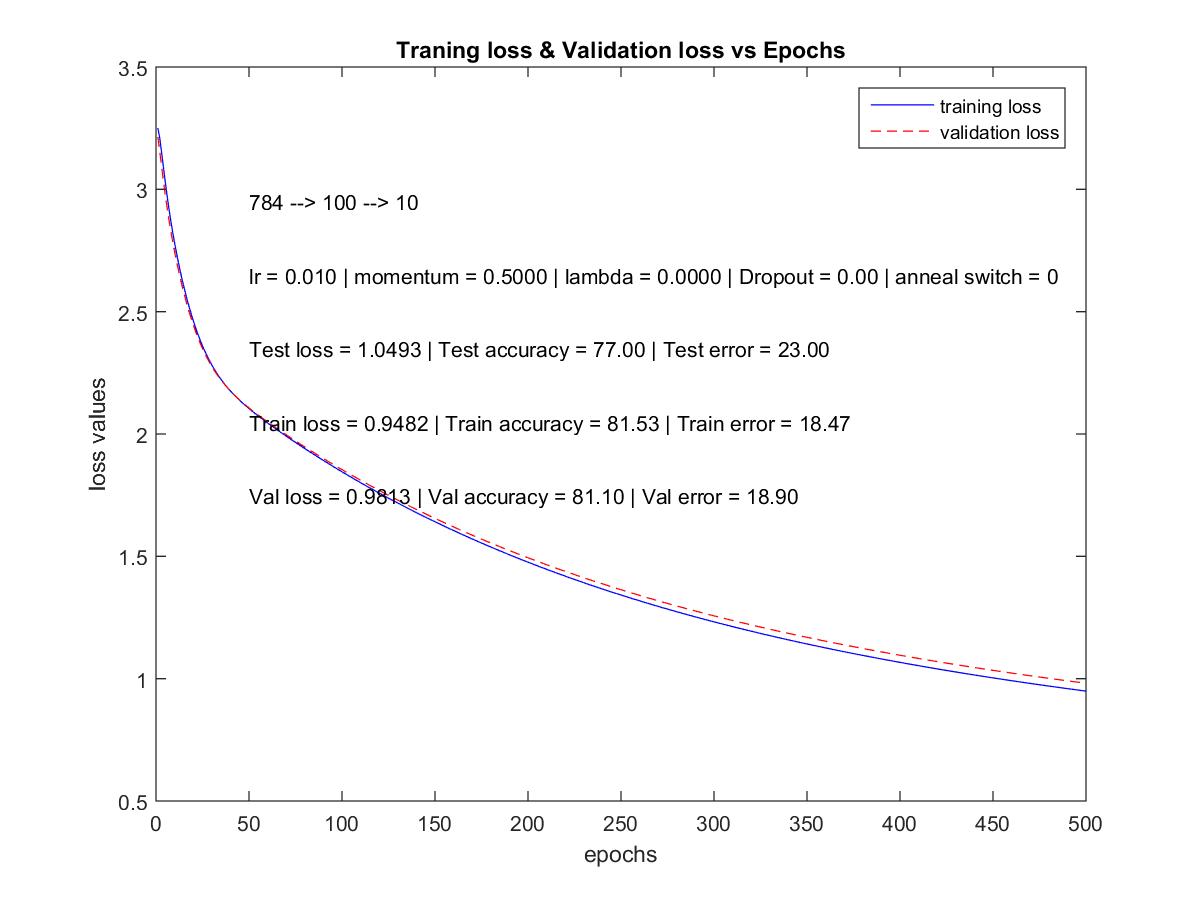 Traning loss & Validation loss vs Epochs
3.5
3
2.5
2
1.5
1
0.5
loss values
training loss
validation loss
784 --> 100 --> 10
lr = 0.010 | momentum = 0.5000 | lambda = 0.0000 | Dropout = 0.00 | anneal switch = 0
Test loss = 1.0493 | Test accuracy = 77.00 | Test error = 23.00
Train loss = 0.9482 | Train accuracy = 81.53 | Train error = 18.47
Val loss = 0.9813 | Val accuracy = 81.10 | Val error = 18.90
0 50 100 150 200 250 300 350 400 450 500
epochs